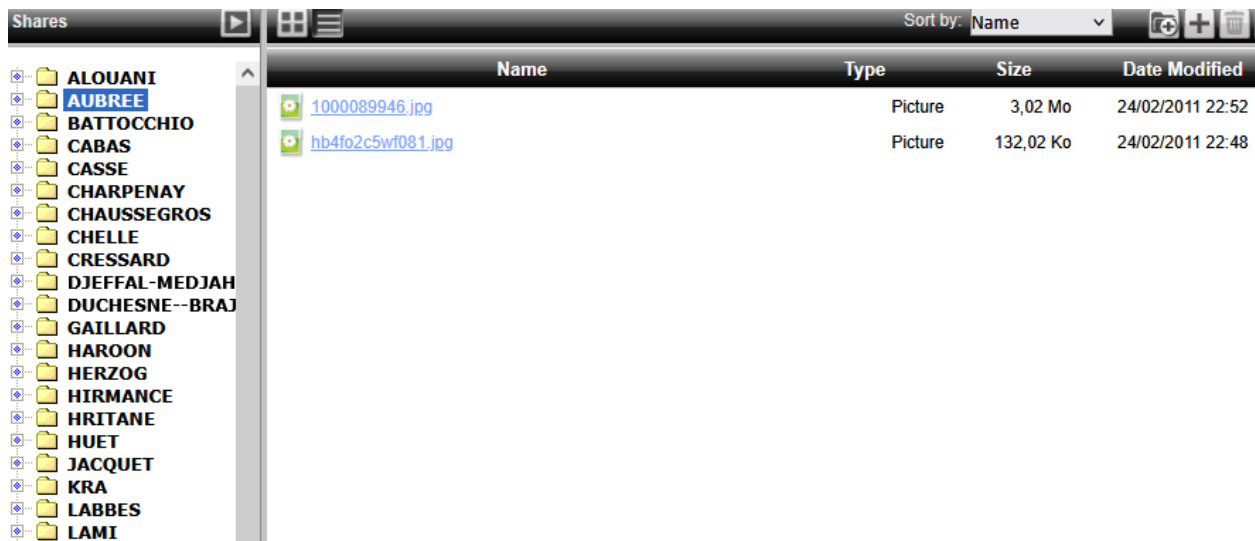 Shares
Sort by: Name
Name Type Size Date Modified
ALOUANI
AUBREE
BATTOCCHIO
CABAS
CASSE
CHARPENAY
CHAUSSEGROS
CHELLE
CRESSARD
DJEFFAL-MEDJAH
DUCHESNE--BRAJ
GAILLARD
HAROON
HERZOG
HIRMANCE
HRITANE
HUET
JACQUET
KRA
LABBES
LAMI
1000089946.jpg Picture 3,02 Mo 24/02/2011 22:52
hb4fo2c5wf081.jpg Picture 132,02 Ko 24/02/2011 22:48